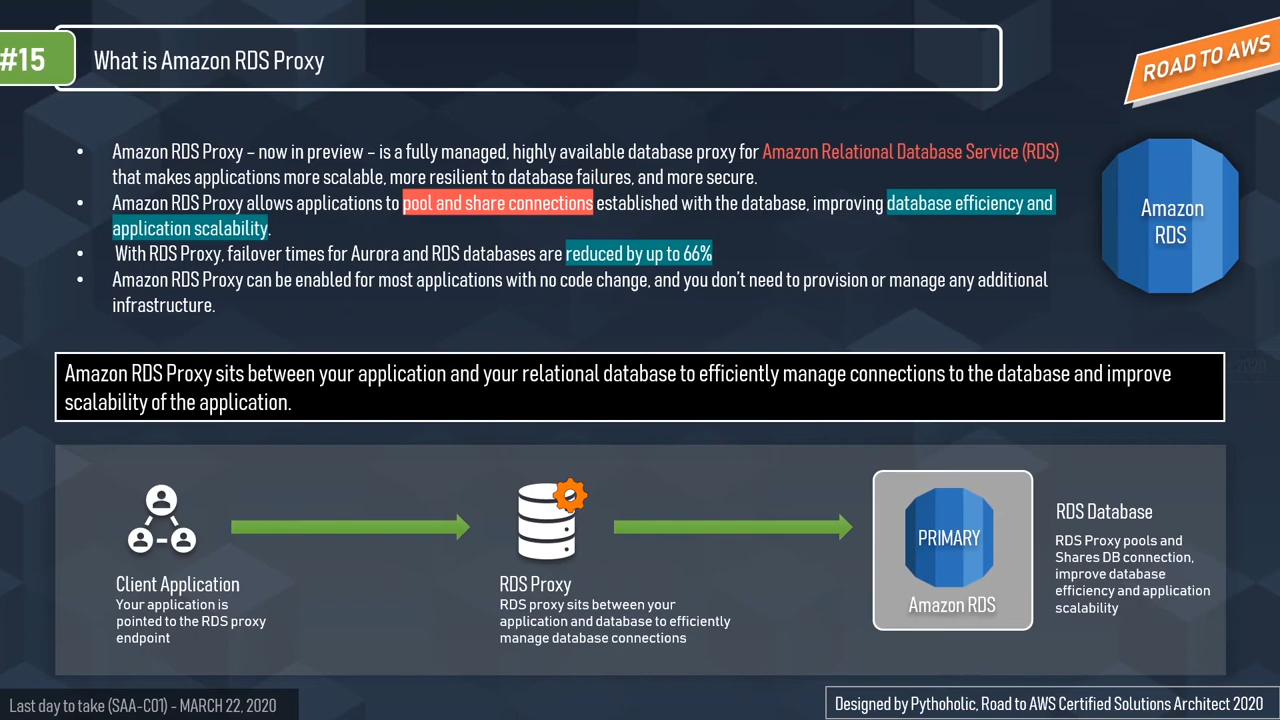 #15
What is Amazon RDS Proxy
ROAD TO AWS
• Amazon RDS Proxy – now in preview – is a fully managed, highly available database proxy for Amazon Relational Database Service (RDS)
that makes applications more scalable, more resilient to database failures, and more secure.
• Amazon RDS Proxy allows applications to pool and share connections established with the database, improving database efficiency and
application scalability.
• With RDS Proxy, failover times for Aurora and RDS databases are reduced by up to 66%
• Amazon RDS Proxy can be enabled for most applications with no code change, and you don't need to provision or manage any additional
infrastructure.
Amazon
RDS
Amazon RDS Proxy sits between your application and your relational database to efficiently manage connections to the database and improve
scalability of the application.
Client Application
Your application is
pointed to the RDS proxy
endpoint
RDS Proxy
RDS proxy sits between your
application and database to efficiently
manage database connections
PRIMARY
Amazon RDS
RDS Database
RDS Proxy pools and
Shares DB connection,
improve database
efficiency and application
scalability
Last day to take (SAA-C01) - MARCH 22, 2020
Designed by Pythoholic, Road to AWS Certified Solutions Architect 2020